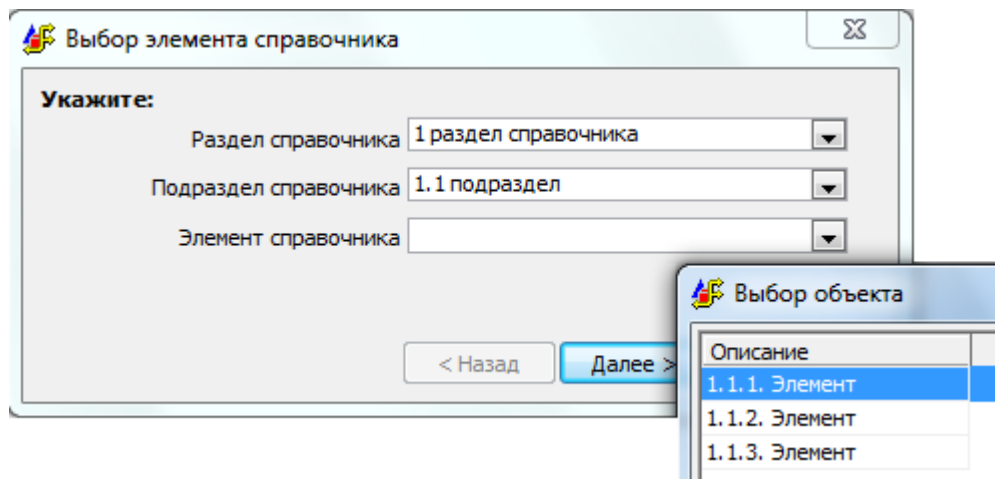 Выбор элемента справочника
Укажите:
Раздел справочника 1 раздел справочника
Подраздел справочника 1.1 подраздел
Элемент справочника
< Назад Далее >
Выбор объекта
Описание
1.1.1. Элемент
1.1.2. Элемент
1.1.3. Элемент